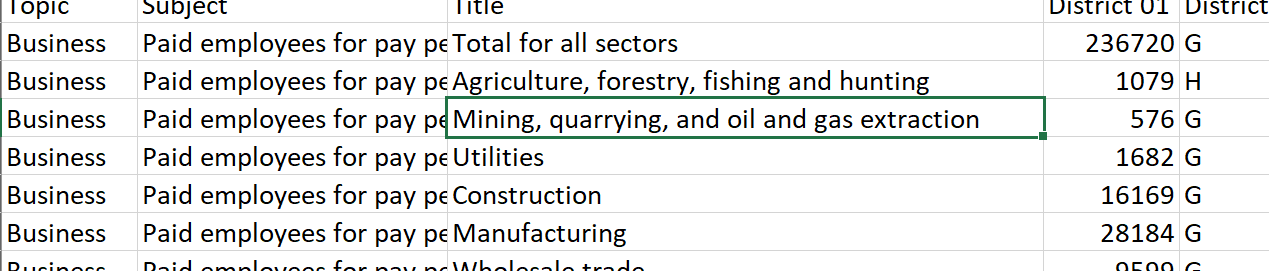 Topic Subject Title District 01 District
Business Paid employees for pay pe Total for all sectors 236720 G
Business Paid employees for pay pe Agriculture, forestry, fishing and hunting 1079 H
Business Paid employees for pay pe Mining, quarrying, and oil and gas extraction 576 G
Business Paid employees for pay pe Utilities 1682 G
Business Paid employees for pay pe Construction 16169 G
Business Paid employees for pay pe Manufacturing 28184 G
Business Paid employees for pay pe Wholesale trade 9599 G